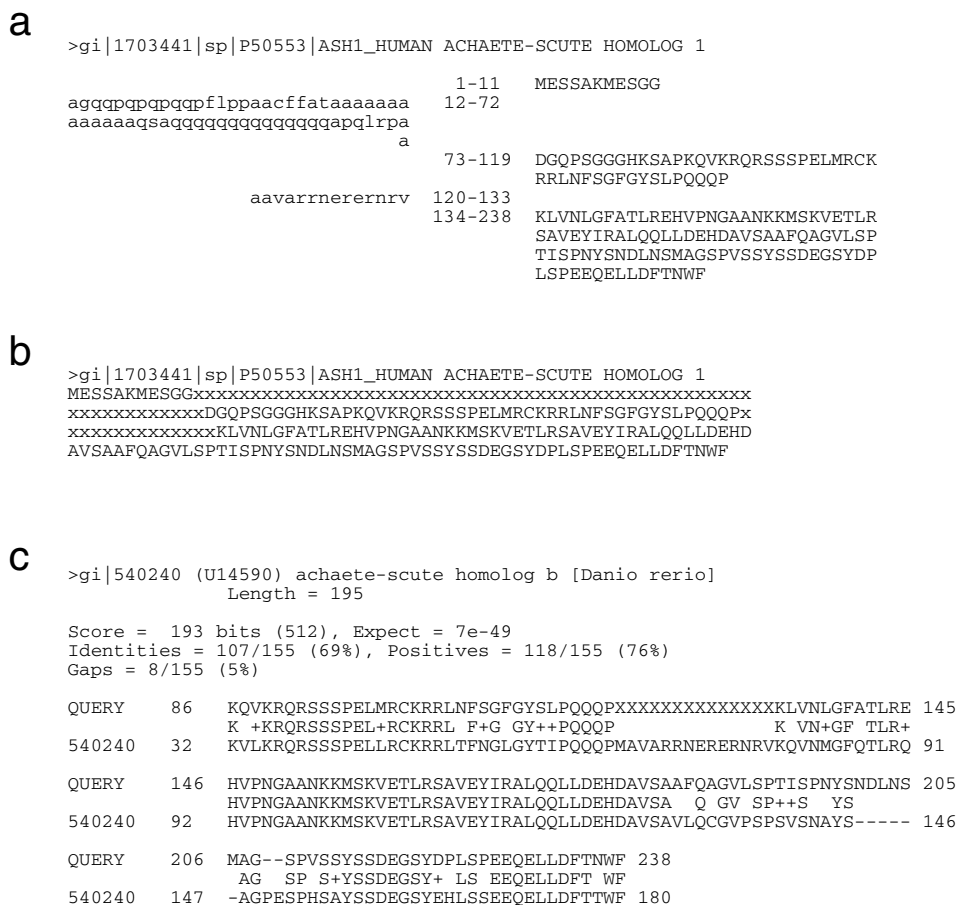 a
>gi|1703441|sp|P50553|ASH1_HUMAN ACHAETE-SCUTE HOMOLOG 1
1-11 MESSAKMESGG
agqqpqpqpqqpflppaacffataaaaaaa 12-72
aaaaaaqsaqqqqqqqqqqqqqqqapqlrpa
a
73-119 DGQPSGGGHKSAPKQVKRQRSSSPELMRCK
RRLNFSGFGYSLPQQQP
aavarrnerernrv 120-133
134-238 KLVNLGFATLREHVPNGAANKKMSKVETLR
SAVEYIRALQQLLDEHDAVSAAFQAGVLSP
TISPNYSNDLNSMAGSPVSSYSSDEGSYDP
LSPEEQELLDFTNWF
b
>gi|1703441|sp|P50553|ASH1_HUMAN ACHAETE-SCUTE HOMOLOG 1
MESSAKMESGGxxxxxxxxxxxxxxxxxxxxxxxxxxxxxxxxxxxxxxxxxxxxxxxxx
xxxxxxxxxxxxDGQPSGGGHKSAPKQVKRQRSSSPELMRCKRRLNFSGFGYSLPQQQPx
xxxxxxxxxxxxxKLVNLGFATLREHVPNGAANKKMSKVETLRSAVEYIRALQQLLDEHD
AVSAAFQAGVLSPTISPNYSNDLNSMAGSPVSSYSSDEGSYDPLSPEEQELLDFTNWF
c
>gi|540240 (U14590) achaete-scute homolog b [Danio rerio]
Length = 195
Score = 193 bits (512), Expect = 7e-49
Identities = 107/155 (69%), Positives = 118/155 (76%)
Gaps = 8/155 (5%)
QUERY 86 KQVKRQRSSSPELMRCKRRLNFSGFGYSLPQQQPXXXXXXXXXXXXXXKLVNLGFATLRE 145
K +KRQRSSSPEL+RCKRRL F+G GY++PQQQP K VN+GF TLR+
540240 32 KVLKRQRSSSPELLRCKRRLTFNGLGYTIPQQQPMAVARRNERERNRVKQVNMGFQTLRQ 91
QUERY 146 HVPNGAANKKMSKVETLRSAVEYIRALQQLLDEHDAVSAAFQAGVLSPTISPNYSNDLNS 205
HVPNGAANKKMSKVETLRSAVEYIRALQQLLDEHDAVSA Q GV SP++S YS
540240 92 HVPNGAANKKMSKVETLRSAVEYIRALQQLLDEHDAVSAVLQCGVPSPSVSNAYS----- 146
QUERY 206 MAG--SPVSSYSSDEGSYDPLSPEEQELLDFTNWF 238
AG SP S+YSSDEGSY+ LS EEQELLDFT WF
540240 147 -AGPESPHSAYSSDEGSYEHLSSEEQELLDFTTWF 180